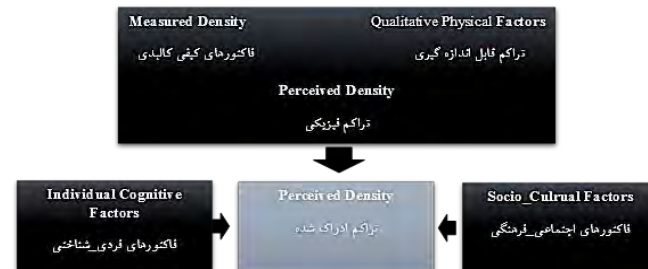 Measured Density
Qualitative Physical Factors
فاکتورهای کیفی کالبدی
تراکم قابل اندازه گیری
Perceived Density
تراکم فیزیکی
Individual Cognitive
Factors
فاکتورهای فردی_شناختی
Perceived Density
تراکم ادراک شده
Socio_Culrual Factors
فاکتورهای اجتماعی_فرهنگی